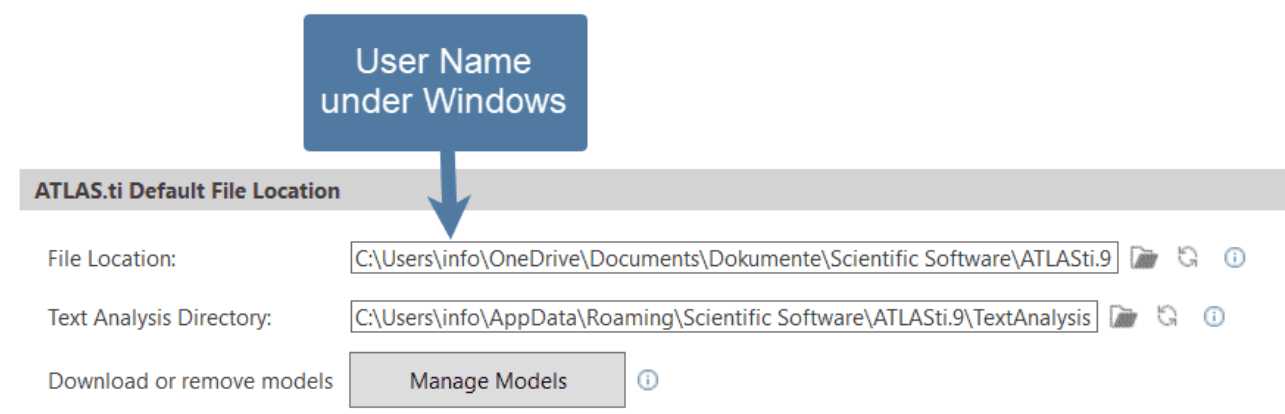 User Name
under Windows
ATLAS.ti Default File Location
File Location: C:\Users\info\OneDrive\Documents\Dokumente\Scientific Software\ATLASti.9
Text Analysis Directory: C:\Users\info\AppData\Roaming\Scientific Software\ATLASti.9\TextAnalysis
Download or remove models Manage Models